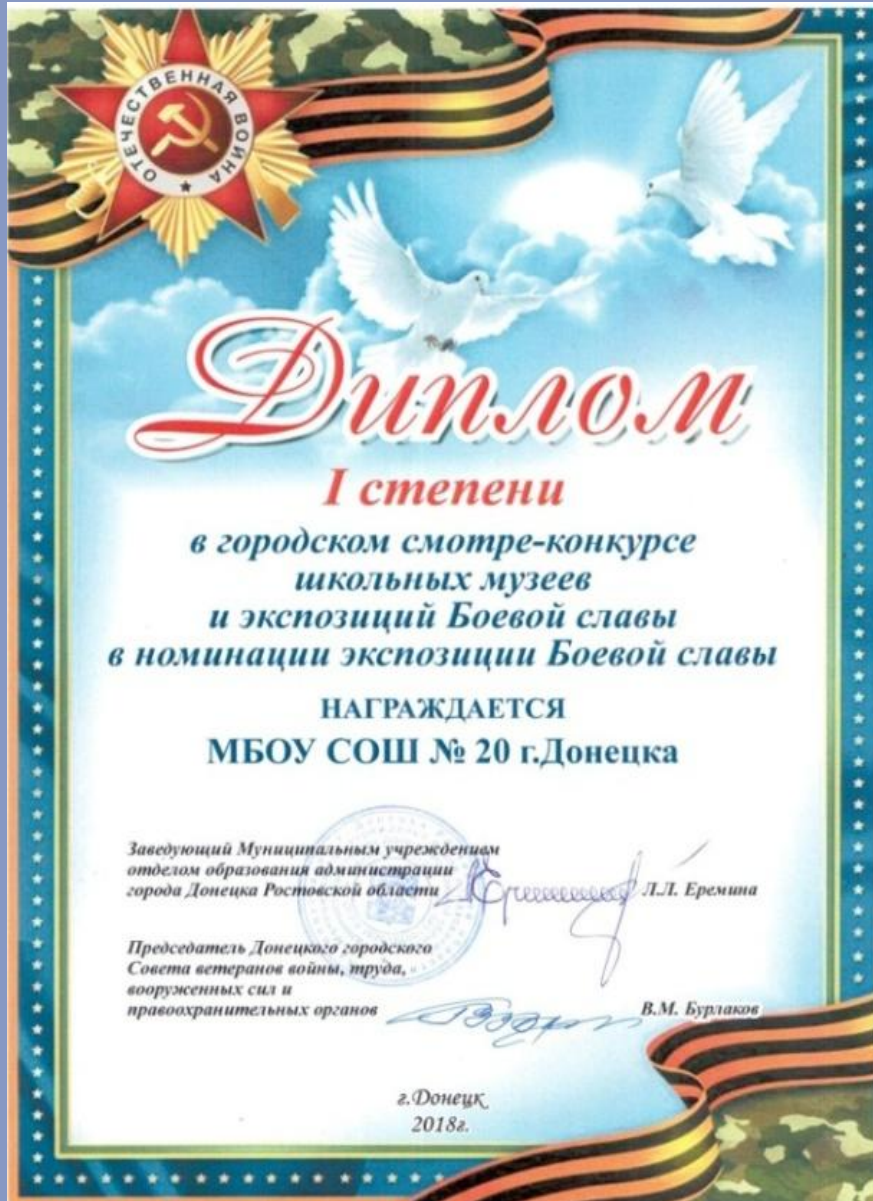 ОТЕЧЕСТВЕННАЯ ВОЙНА
Диплом
I степени
в городском смотре-конкурсе
школьных музеев
и экспозиций Боевой славы
в номинации экспозиции Боевой славы
НАГРАЖДАЕТСЯ
МБОУ СОШ № 20 г.Донецка
Заведующий Муниципальным учреждением
отделом образования администрации
города Донецка Ростовской области
Л.Л. Еремина
Председатель Донецкого городского
Совета ветеранов войны, труда,
вооруженных сил и
правоохранительных органов
В.М. Бурлаков
г.Донецк
2018г.